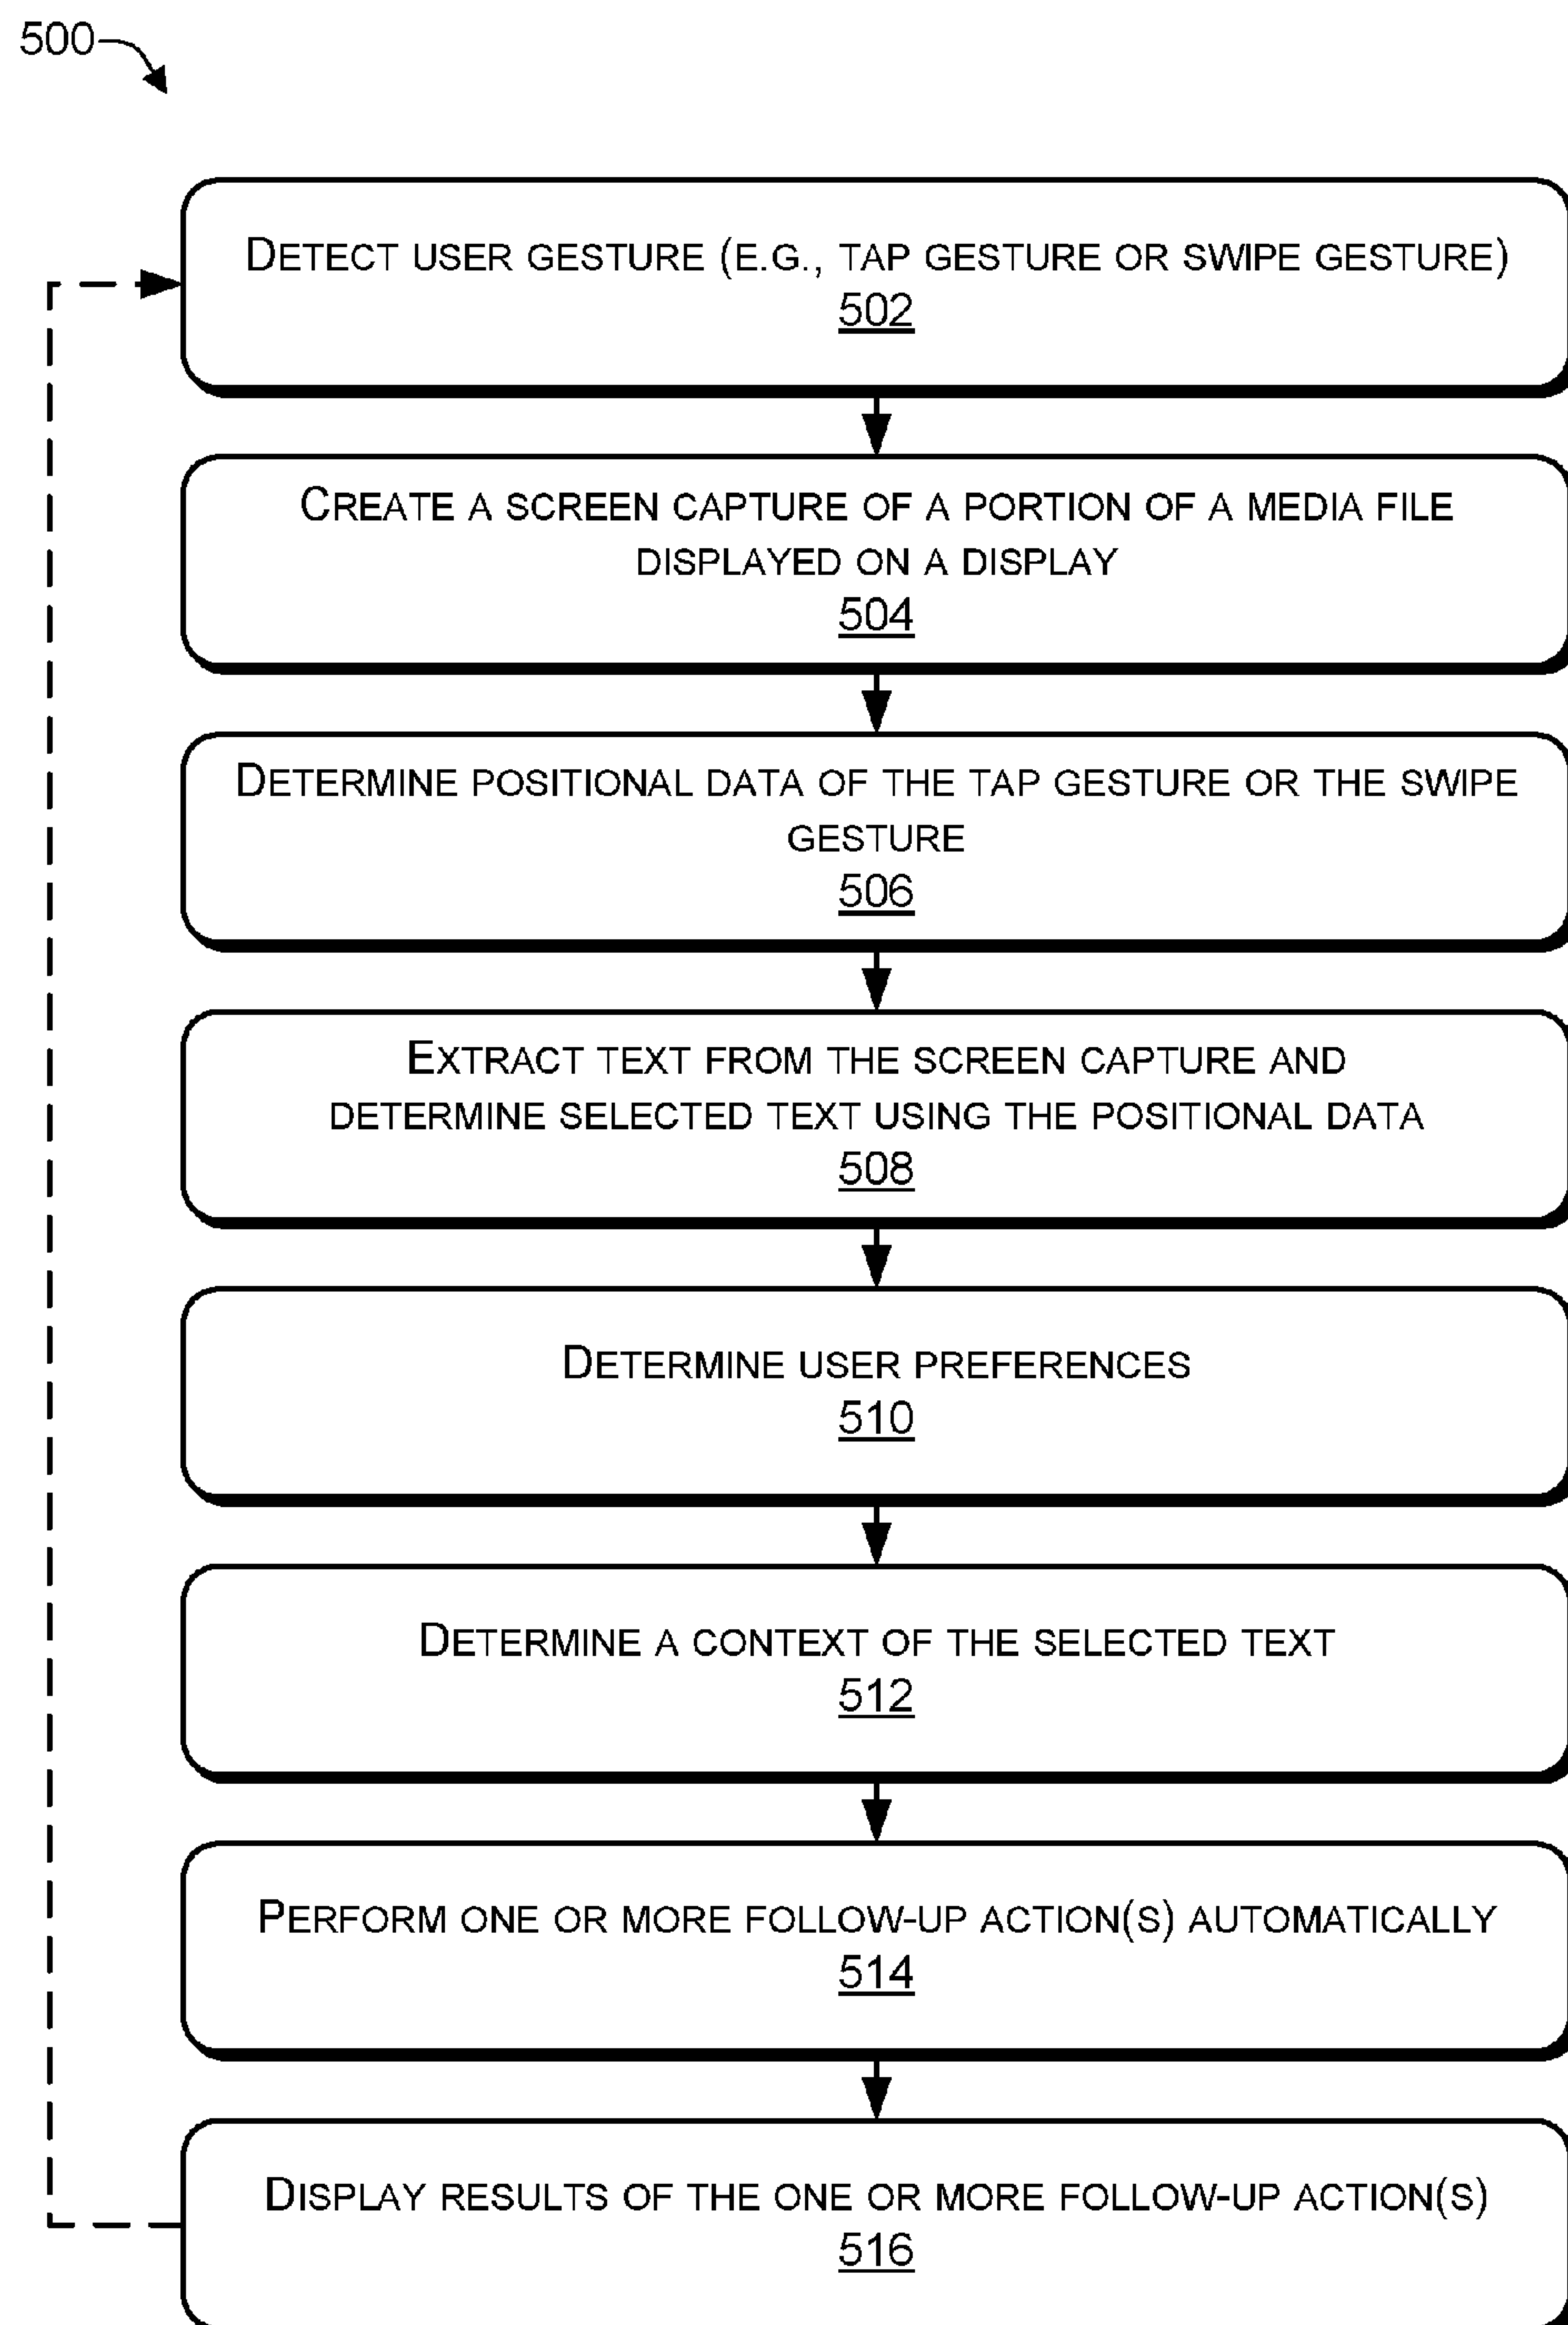 500
DETECT USER GESTURE (E.G., TAP GESTURE OR SWIPE GESTURE)
502
CREATE A SCREEN CAPTURE OF A PORTION OF A MEDIA FILE
DISPLAYED ON A DISPLAY
504
DETERMINE POSITIONAL DATA OF THE TAP GESTURE OR THE SWIPE
GESTURE
506
EXTRACT TEXT FROM THE SCREEN CAPTURE AND
DETERMINE SELECTED TEXT USING THE POSITIONAL DATA
508
DETERMINE USER PREFERENCES
510
DETERMINE A CONTEXT OF THE SELECTED TEXT
512
PERFORM ONE OR MORE FOLLOW-UP ACTION(S) AUTOMATICALLY
514
DISPLAY RESULTS OF THE ONE OR MORE FOLLOW-UP ACTION(S)
516